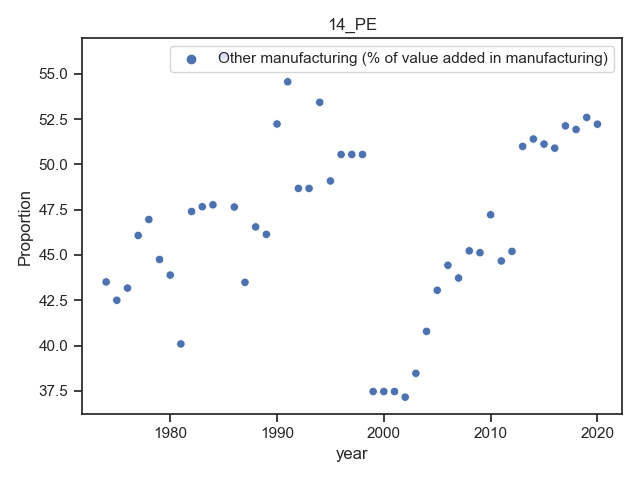 14_PE
Other manufacturing (% of value added in manufacturing)
55.0
52.5
50.0
47.5
45.0
42.5
40.0
37.5
Proportion
1980 1990 2000 2010 2020
year